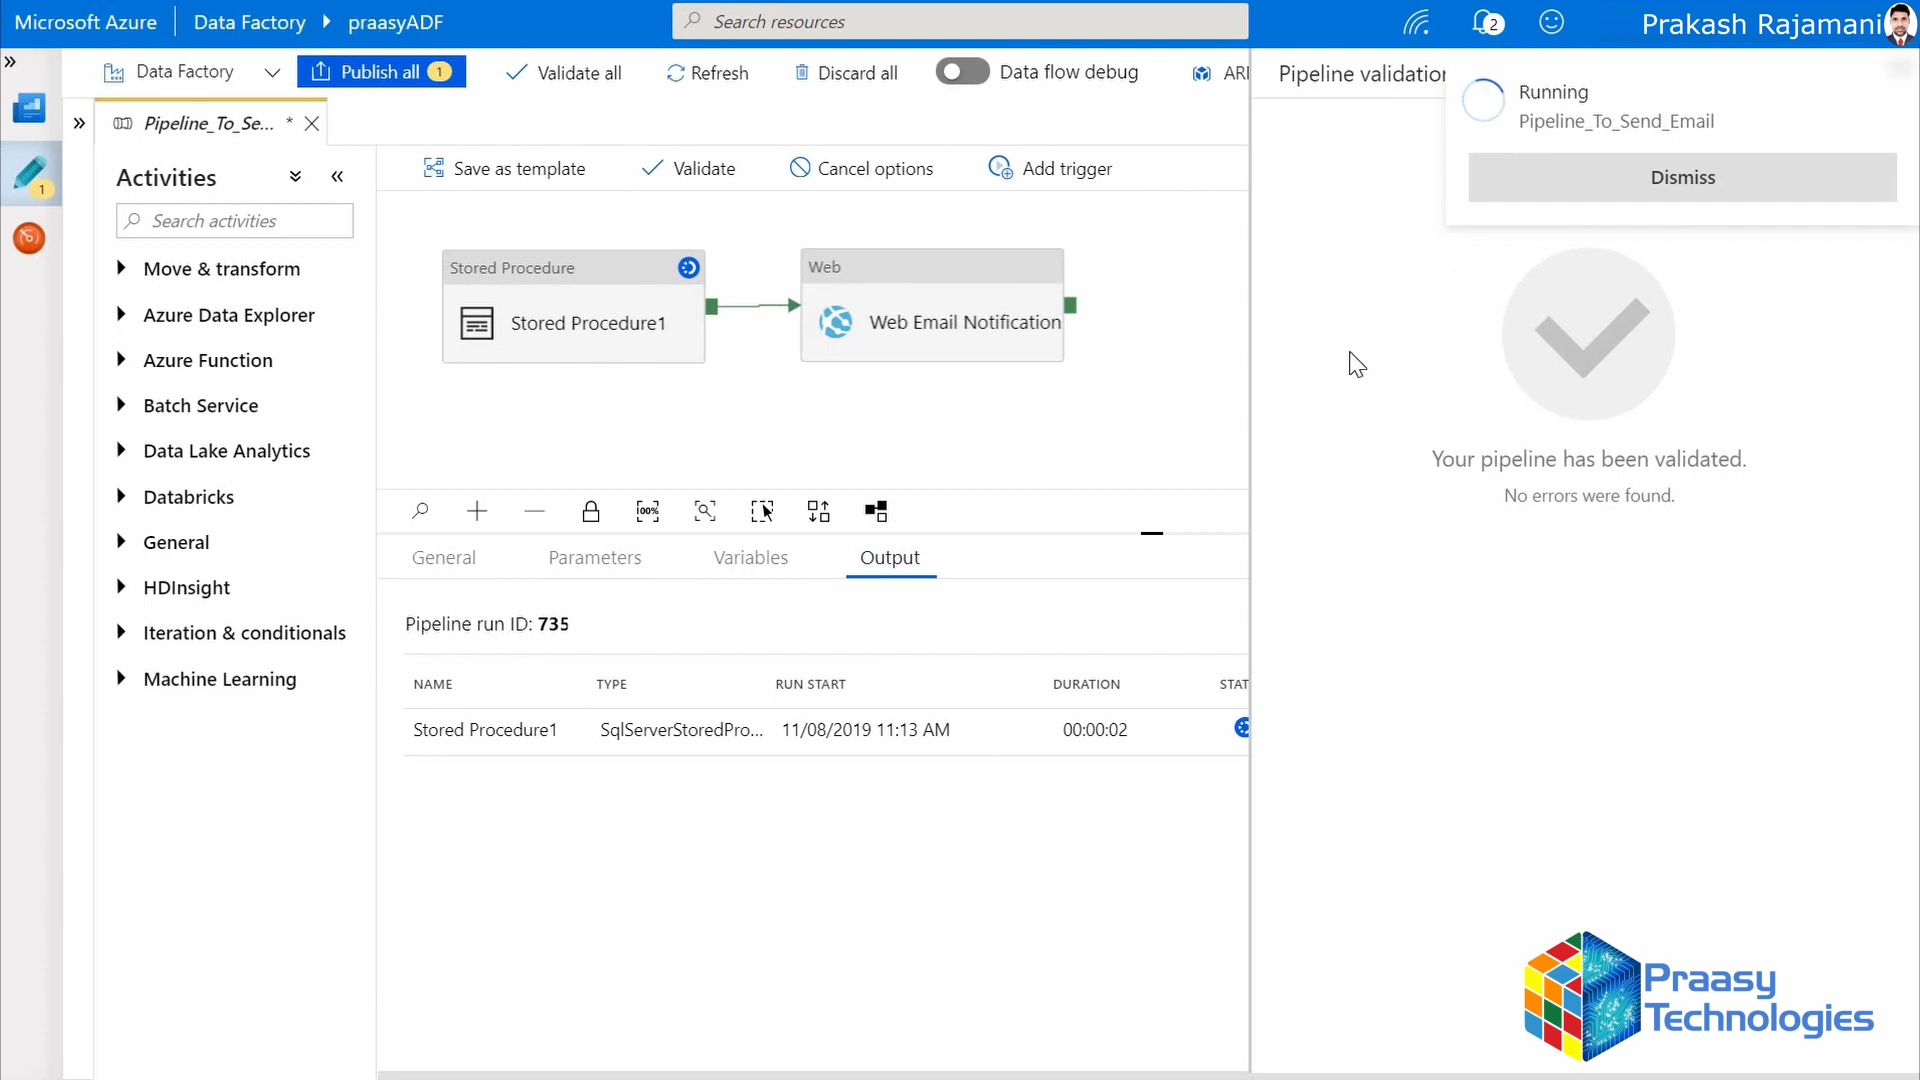 Microsoft Azure
Data Factory
praasyADF
Search resources
2
Prakash Rajamani
Data Factory
Publish all 1
Validate all
Refresh
Discard all
Data flow debug
Pipeline validation
Running
Pipeline_To_Send_Email
Dismiss
Pipeline_To_Se... *
1
Activities
Search activities
Save as template
Validate
Cancel options
Add trigger
Move & transform
Azure Data Explorer
Azure Function
Batch Service
Data Lake Analytics
Databricks
General
HDInsight
Iteration & conditionals
Machine Learning
Stored Procedure
Stored Procedure1
Web
Web Email Notification
Your pipeline has been validated.
No errors were found.
100%
General
Parameters
Variables
Output
Pipeline run ID: 735
NAME
TYPE
RUN START
DURATION
STAT
Stored Procedure1
SqlServerStoredPro...
11/08/2019 11:13 AM
00:00:02
Praasy
Technologies